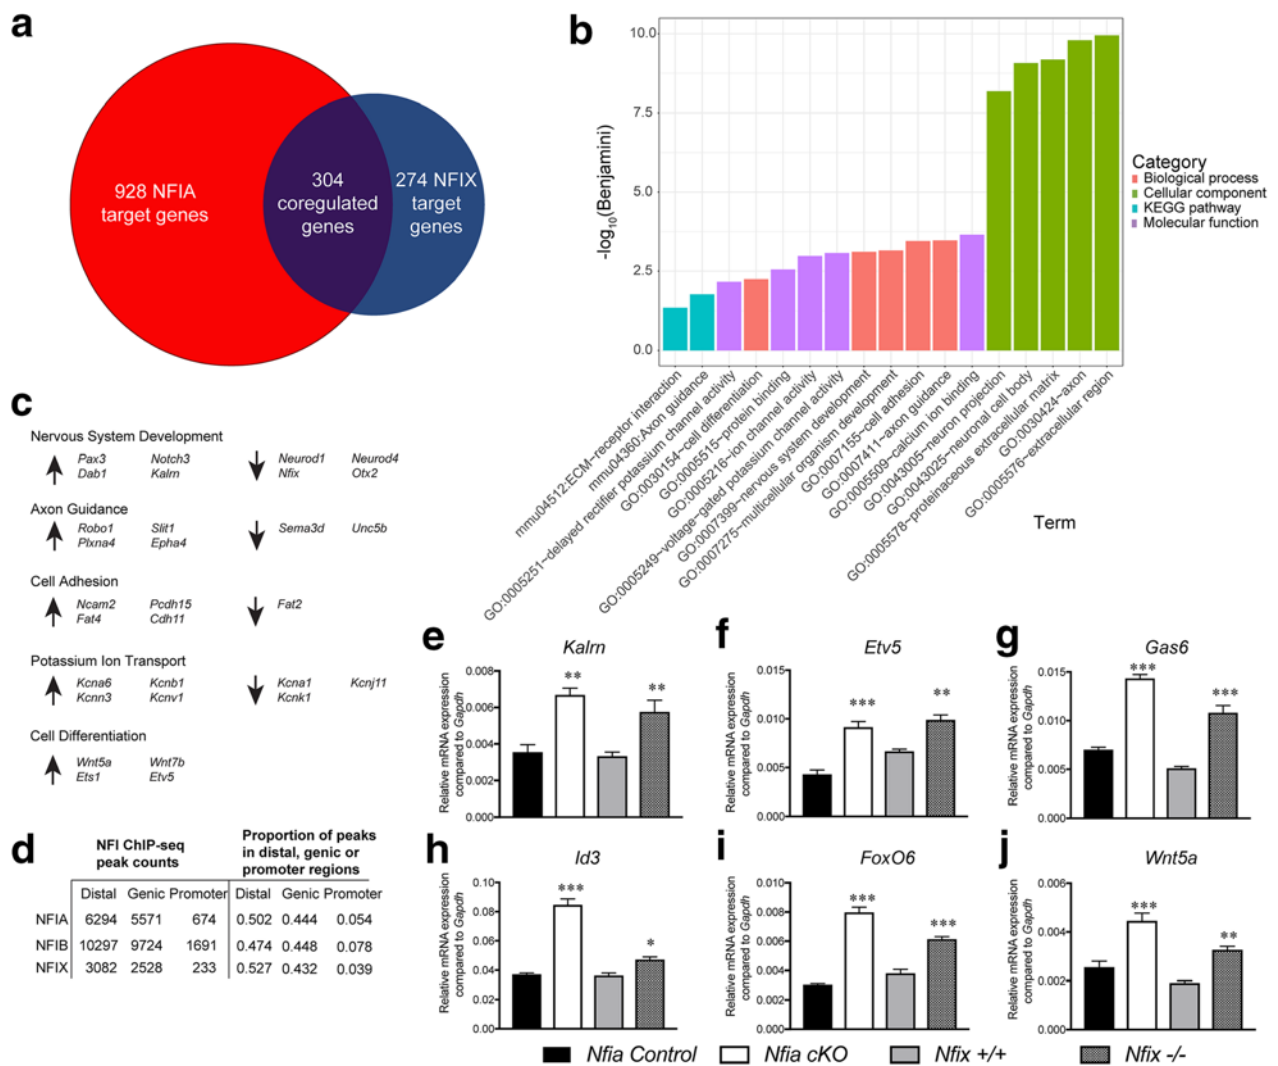 a
928 NFIA
target genes
304
coregulated
genes
274 NFIX
target
genes
b
-log10(Benjamini)
10.0
7.5
5.0
2.5
0.0
mmu04512:ECM-receptor interaction
mmu04360:Axon guidance
GO:0005251~delayed rectifier potassium channel activity
GO:0030154~cell differentiation
GO:0005515~protein binding
GO:0005216~ion channel activity
GO:0005249~voltage-gated potassium channel activity
GO:0007399~nervous system development
GO:0007275~multicellular organism development
GO:0007155~cell adhesion
GO:0007411~axon guidance
GO:0005509~calcium ion binding
GO:0043005~neuron projection
GO:0043025~neuronal cell body
GO:0005578~proteinaceous extracellular matrix
GO:0030424~axon
GO:0005576~extracellular region
Term
Category
Biological process
Cellular component
KEGG pathway
Molecular function
c
Nervous System Development
Pax3 Notch3 Neurod1 Neurod4
Dab1 Kalrn Nfix Otx2
Axon Guidance
Robo1 Slit1 Sema3d Unc5b
Plxna4 Epha4
Cell Adhesion
Ncam2 Pcdh15 Fat2
Fat4 Cdh11
Potassium Ion Transport
Kcna6 Kcnb1 Kcna1 Kcnj11
Kcnn3 Kcnv1 Kcnk1
Cell Differentiation
Wnt5a Wnt7b
Ets1 Etv5
d
NFI ChIP-seq
peak counts
Proportion of peaks
in distal, genic or
promoter regions
Distal Genic Promoter Distal Genic Promoter
NFIA 6294 5571 674 0.502 0.444 0.054
NFIB 10297 9724 1691 0.474 0.448 0.078
NFIX 3082 2528 233 0.527 0.432 0.039
e
Kalrn
Relative mRNA expression
compared to Gapdh
0.008
0.006
0.004
0.002
0.000
**
**
f
Etv5
Relative mRNA expression
compared to Gapdh
0.015
0.010
0.005
0.000
***
**
g
Gas6
Relative mRNA expression
compared to Gapdh
0.015
0.010
0.005
0.000
***
***
h
Id3
Relative mRNA expression
compared to Gapdh
0.10
0.08
0.06
0.04
0.02
0.00
***
*
i
FoxO6
Relative mRNA expression
compared to Gapdh
0.010
0.008
0.006
0.004
0.002
0.000
***
***
j
Wnt5a
Relative mRNA expression
compared to Gapdh
0.006
0.004
0.002
0.000
***
**
Nfia Control Nfia cKO Nfix +/+ Nfix -/-